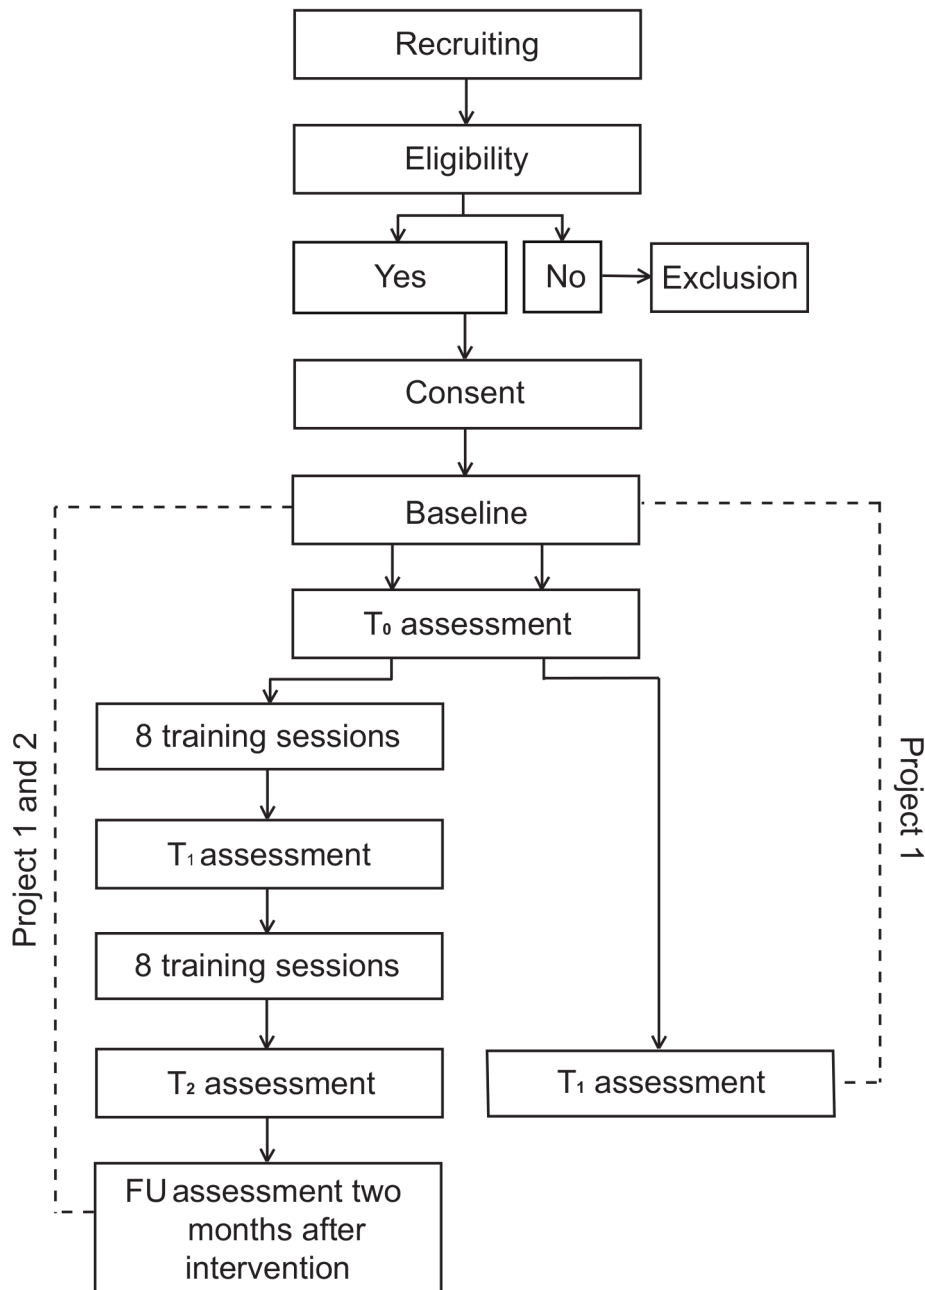 Recruiting
Eligibility
Yes
No
Exclusion
Consent
Baseline
T₀ assessment
8 training sessions
T₁ assessment
8 training sessions
T₂ assessment
T₁ assessment
FU assessment two
months after
intervention
Project 1 and 2
Project 1